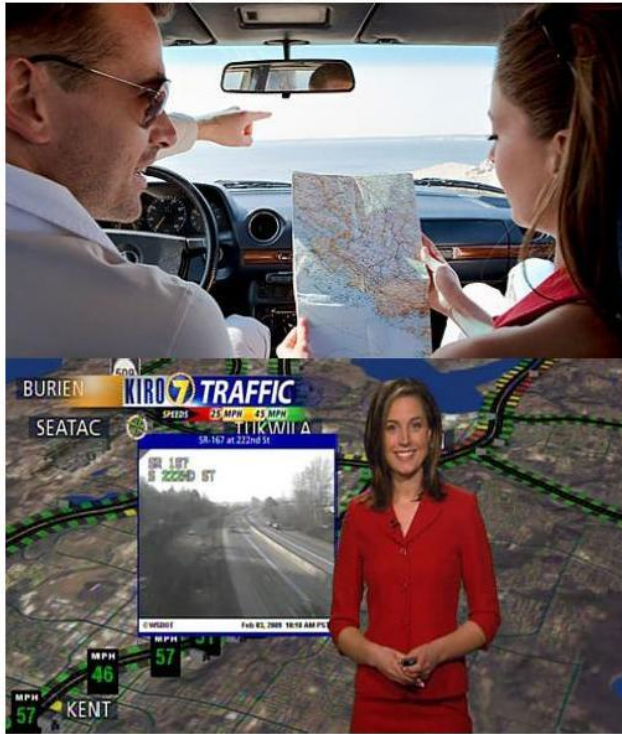 509
BURIEN
KIRO 7 TRAFFIC
SPEEDS 25 MPH 45 MPH
SEATAC
TUKWILA
SR-167 at 222nd St
SR 167
S 222ND ST
©WSDOT Feb 03, 2009 10:10 AM PST
MPH
57
MPH
46
MPH
57
KENT